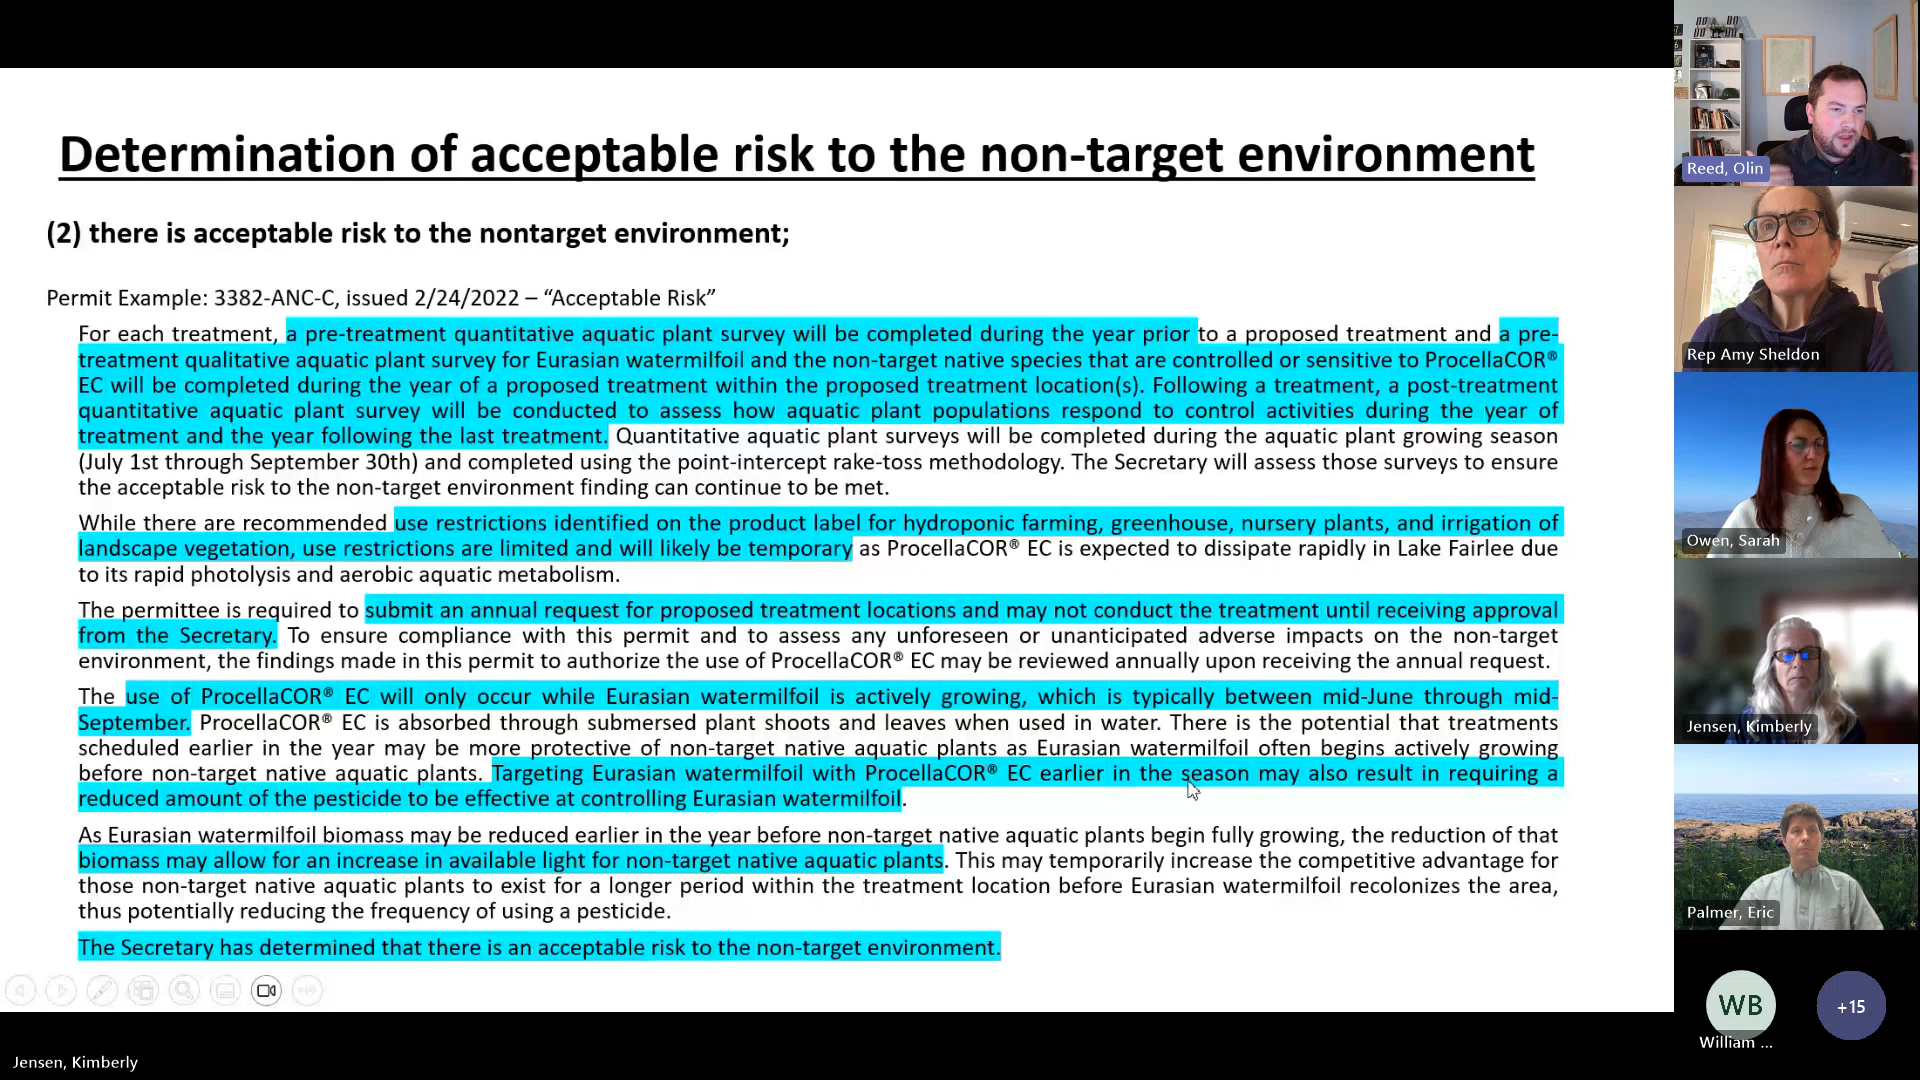 Determination of acceptable risk to the non-target environment
(2) there is acceptable risk to the nontarget environment;
Permit Example: 3382-ANC-C, issued 2/24/2022 – “Acceptable Risk”
For each treatment, a pre-treatment quantitative aquatic plant survey will be completed during the year prior to a proposed treatment and a pre-
treatment qualitative aquatic plant survey for Eurasian watermilfoil and the non-target native species that are controlled or sensitive to ProcellaCOR®
EC will be completed during the year of a proposed treatment within the proposed treatment location(s). Following a treatment, a post-treatment
quantitative aquatic plant survey will be conducted to assess how aquatic plant populations respond to control activities during the year of
treatment and the year following the last treatment. Quantitative aquatic plant surveys will be completed during the aquatic plant growing season
(July 1st through September 30th) and completed using the point-intercept rake-toss methodology. The Secretary will assess those surveys to ensure
the acceptable risk to the non-target environment finding can continue to be met.
While there are recommended use restrictions identified on the product label for hydroponic farming, greenhouse, nursery plants, and irrigation of
landscape vegetation, use restrictions are limited and will likely be temporary as ProcellaCOR® EC is expected to dissipate rapidly in Lake Fairlee due
to its rapid photolysis and aerobic aquatic metabolism.
The permittee is required to submit an annual request for proposed treatment locations and may not conduct the treatment until receiving approval
from the Secretary. To ensure compliance with this permit and to assess any unforeseen or unanticipated adverse impacts on the non-target
environment, the findings made in this permit to authorize the use of ProcellaCOR® EC may be reviewed annually upon receiving the annual request.
The use of ProcellaCOR® EC will only occur while Eurasian watermilfoil is actively growing, which is typically between mid-June through mid-
September. ProcellaCOR® EC is absorbed through submersed plant shoots and leaves when used in water. There is the potential that treatments
scheduled earlier in the year may be more protective of non-target native aquatic plants as Eurasian watermilfoil often begins actively growing
before non-target native aquatic plants. Targeting Eurasian watermilfoil with ProcellaCOR® EC earlier in the season may also result in requiring a
reduced amount of the pesticide to be effective at controlling Eurasian watermilfoil.
As Eurasian watermilfoil biomass may be reduced earlier in the year before non-target native aquatic plants begin fully growing, the reduction of that
biomass may allow for an increase in available light for non-target native aquatic plants. This may temporarily increase the competitive advantage for
those non-target native aquatic plants to exist for a longer period within the treatment location before Eurasian watermilfoil recolonizes the area,
thus potentially reducing the frequency of using a pesticide.
The Secretary has determined that there is an acceptable risk to the non-target environment.
Jensen, Kimberly
Reed, Olin
Rep Amy Sheldon
Owen, Sarah
Jensen, Kimberly
Palmer, Eric
WB
William ...
+15